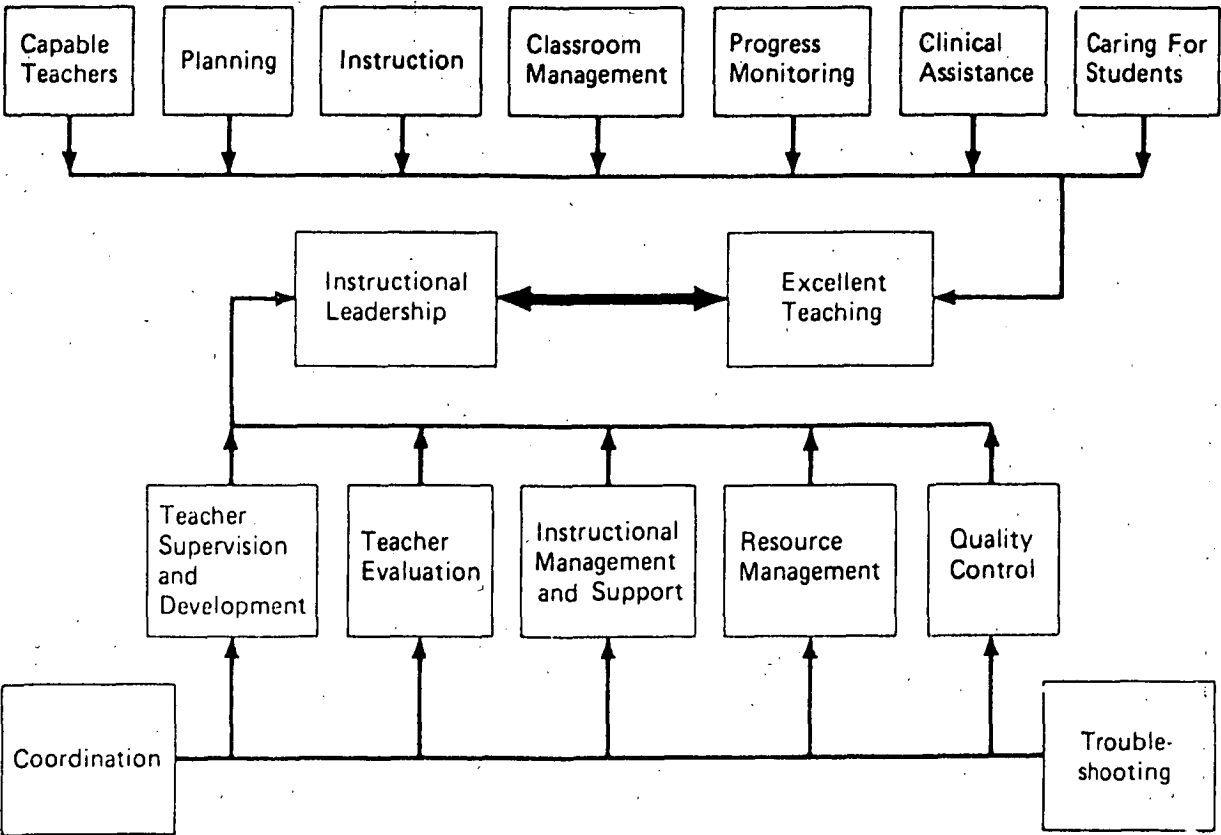 Capable
Teachers
Planning
Instruction
Classroom
Management
Progress
Monitoring
Clinical
Assistance
Caring For
Students
Instructional
Leadership
Excellent
Teaching
Teacher
Supervision
and
Development
Teacher
Evaluation
Instructional
Management
and Support
Resource
Management
Quality
Control
Coordination
Trouble-
shooting